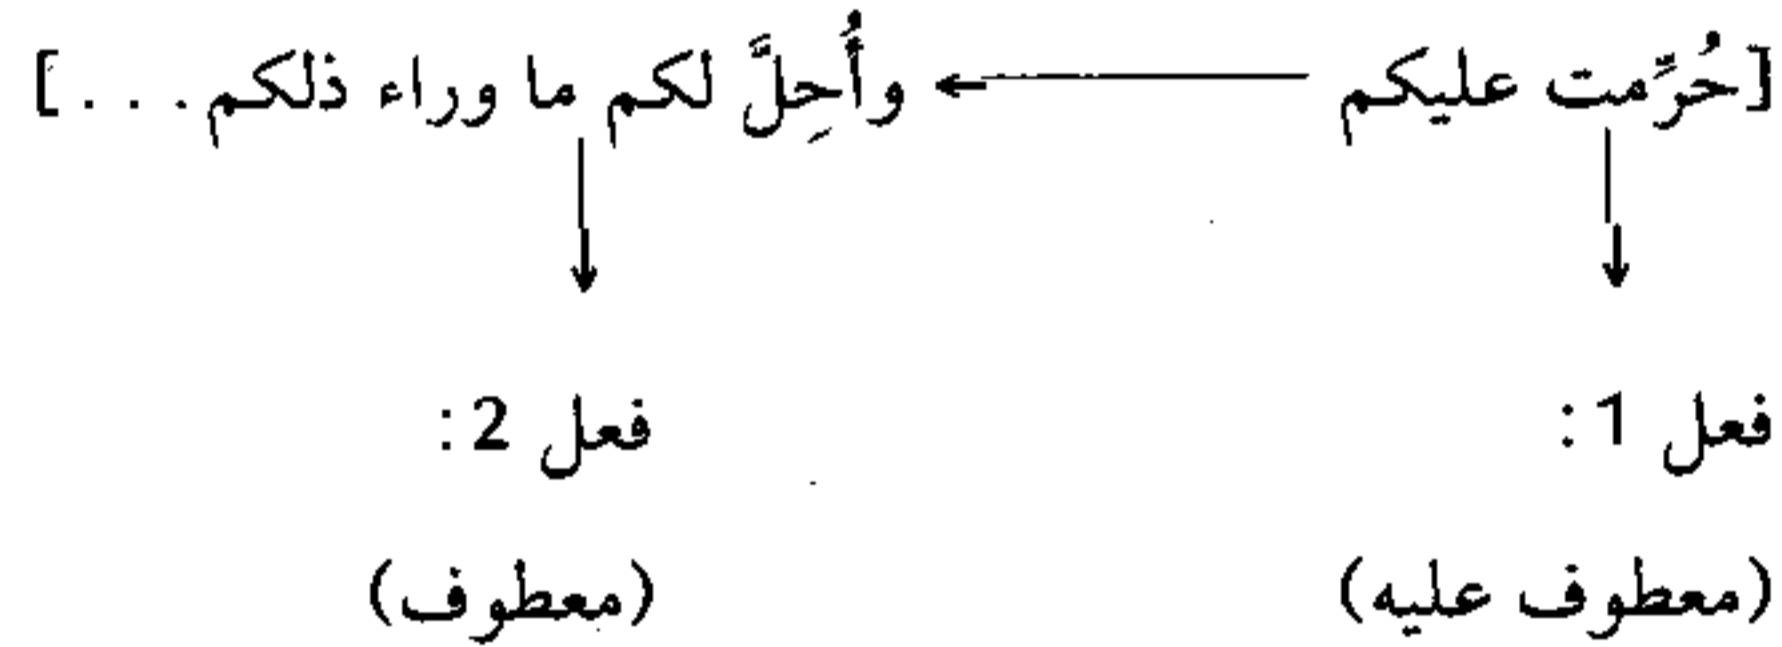 [حُرِّمت عليكم ← وأُحِلَّ لكم ما وراء ذلكم . . . ]
فعل 1 : فعل 2 :
(معطوف عليه) (معطوف)